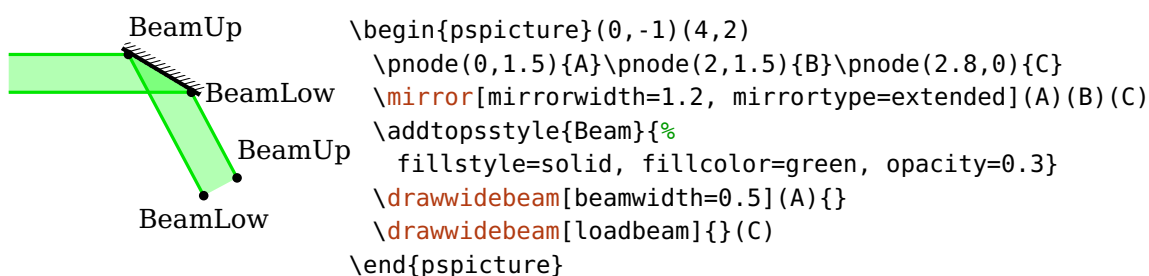 BeamUp
BeamLow
BeamUp
BeamLow
\begin{pspicture}(0,-1)(4,2)
\pnode(0,1.5){A}\pnode(2,1.5){B}\pnode(2.8,0){C}
\mirror[mirrorwidth=1.2, mirrortype=extended](A)(B)(C)
\addtopsstyle{Beam}{%
fillstyle=solid, fillcolor=green, opacity=0.3}
\drawwidebeam[beamwidth=0.5](A){}
\drawwidebeam[loadbeam]{}(C)
\end{pspicture}